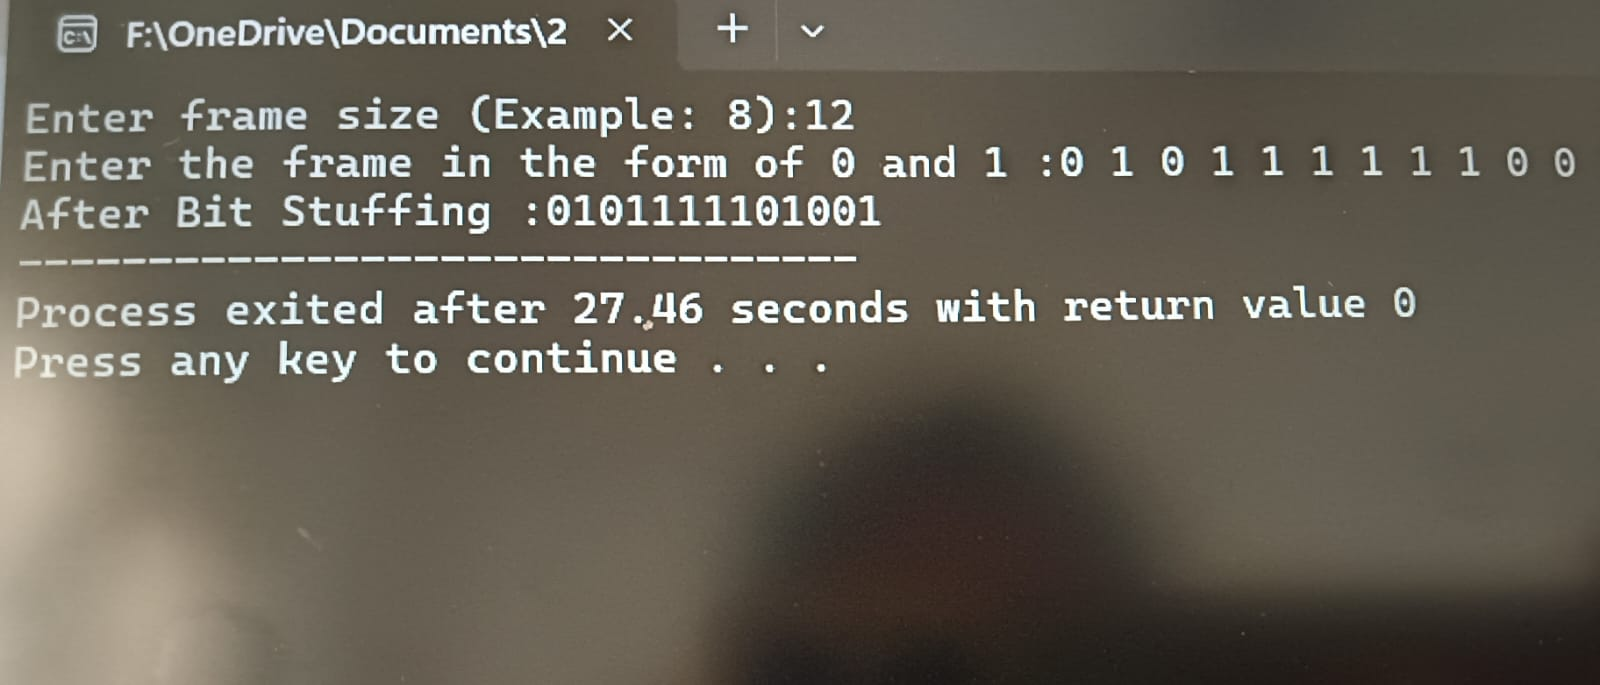 F:\OneDrive\Documents\2
Enter frame size (Example: 8):12
Enter the frame in the form of 0 and 1 :0 1 0 1 1 1 1 1 1 0 0
After Bit Stuffing :0101111101001
--------------------------------
Process exited after 27.46 seconds with return value 0
Press any key to continue . . .